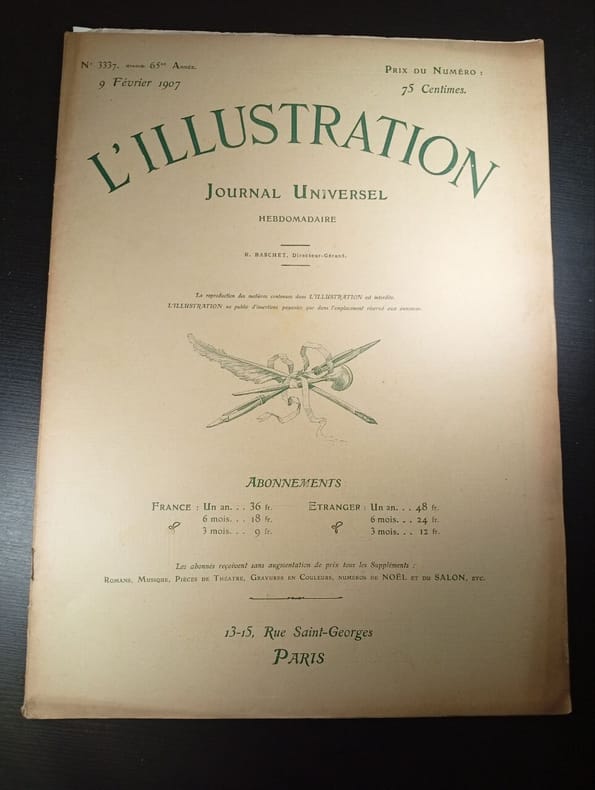 N° 3337. 65me Année.
9 Février 1907
Prix du Numéro :
75 Centimes.
L'ILLUSTRATION
Journal Universel
HEBDOMADAIRE
R. BASCHET, Directeur-Gérant.
La reproduction des matières contenues dans L'ILLUSTRATION est interdite.
L'ILLUSTRATION ne publie d'insertions payantes que dans l'emplacement réservé aux annonces.
Abonnements
France : Un an. . . 36 fr.
6 mois. . . 18 fr.
3 mois. . . 9 fr.
Etranger : Un an. . . 48 fr.
6 mois. . . 24 fr.
3 mois. . . 12 fr.
Les abonnés reçoivent sans augmentation de prix tous les Suppléments :
Romans, Musique, Pièces de Théatre, Gravures en Couleurs, numéros de NOËL et du SALON, etc.
13-15, Rue Saint-Georges
Paris